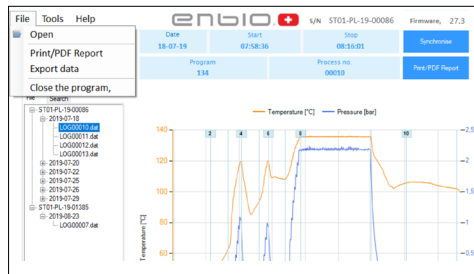 File Tools Help
enbio
S/N ST01-PL-19-00086 Firmware, 27.3
Open
Print/PDF Report
Export data
Close the program,
Date
18-07-19
Start
07:58:36
Stop
08:16:01
Synchronise
Program
134
Process no.
00010
Print/PDF Report
Search
ST01-PL-19-00086
2019-07-18
LOG00010.dat
LOG00011.dat
LOG00012.dat
LOG00013.dat
2019-07-20
2019-07-22
2019-07-25
2019-07-26
2019-07-29
ST01-PL-19-01385
2019-08-23
LOG00007.dat
Temperature [°C] Pressure [bar]
2 4 6 8 10
140
120
100
80
60
Temperature [°C]
2.5
2
1.5
1
0.5